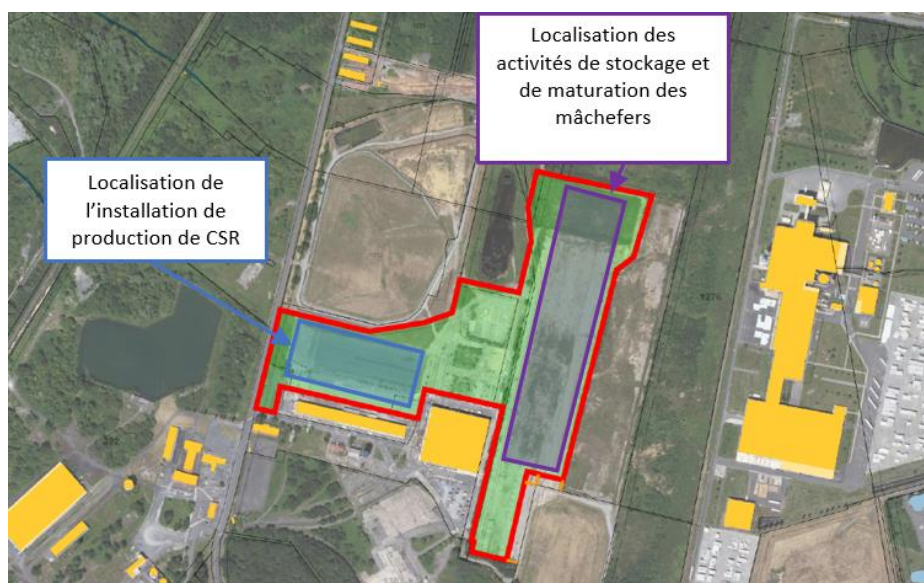 Localisation des
activités de stockage et
de maturation des
mâchefers
Localisation de
l’installation de
production de CSR